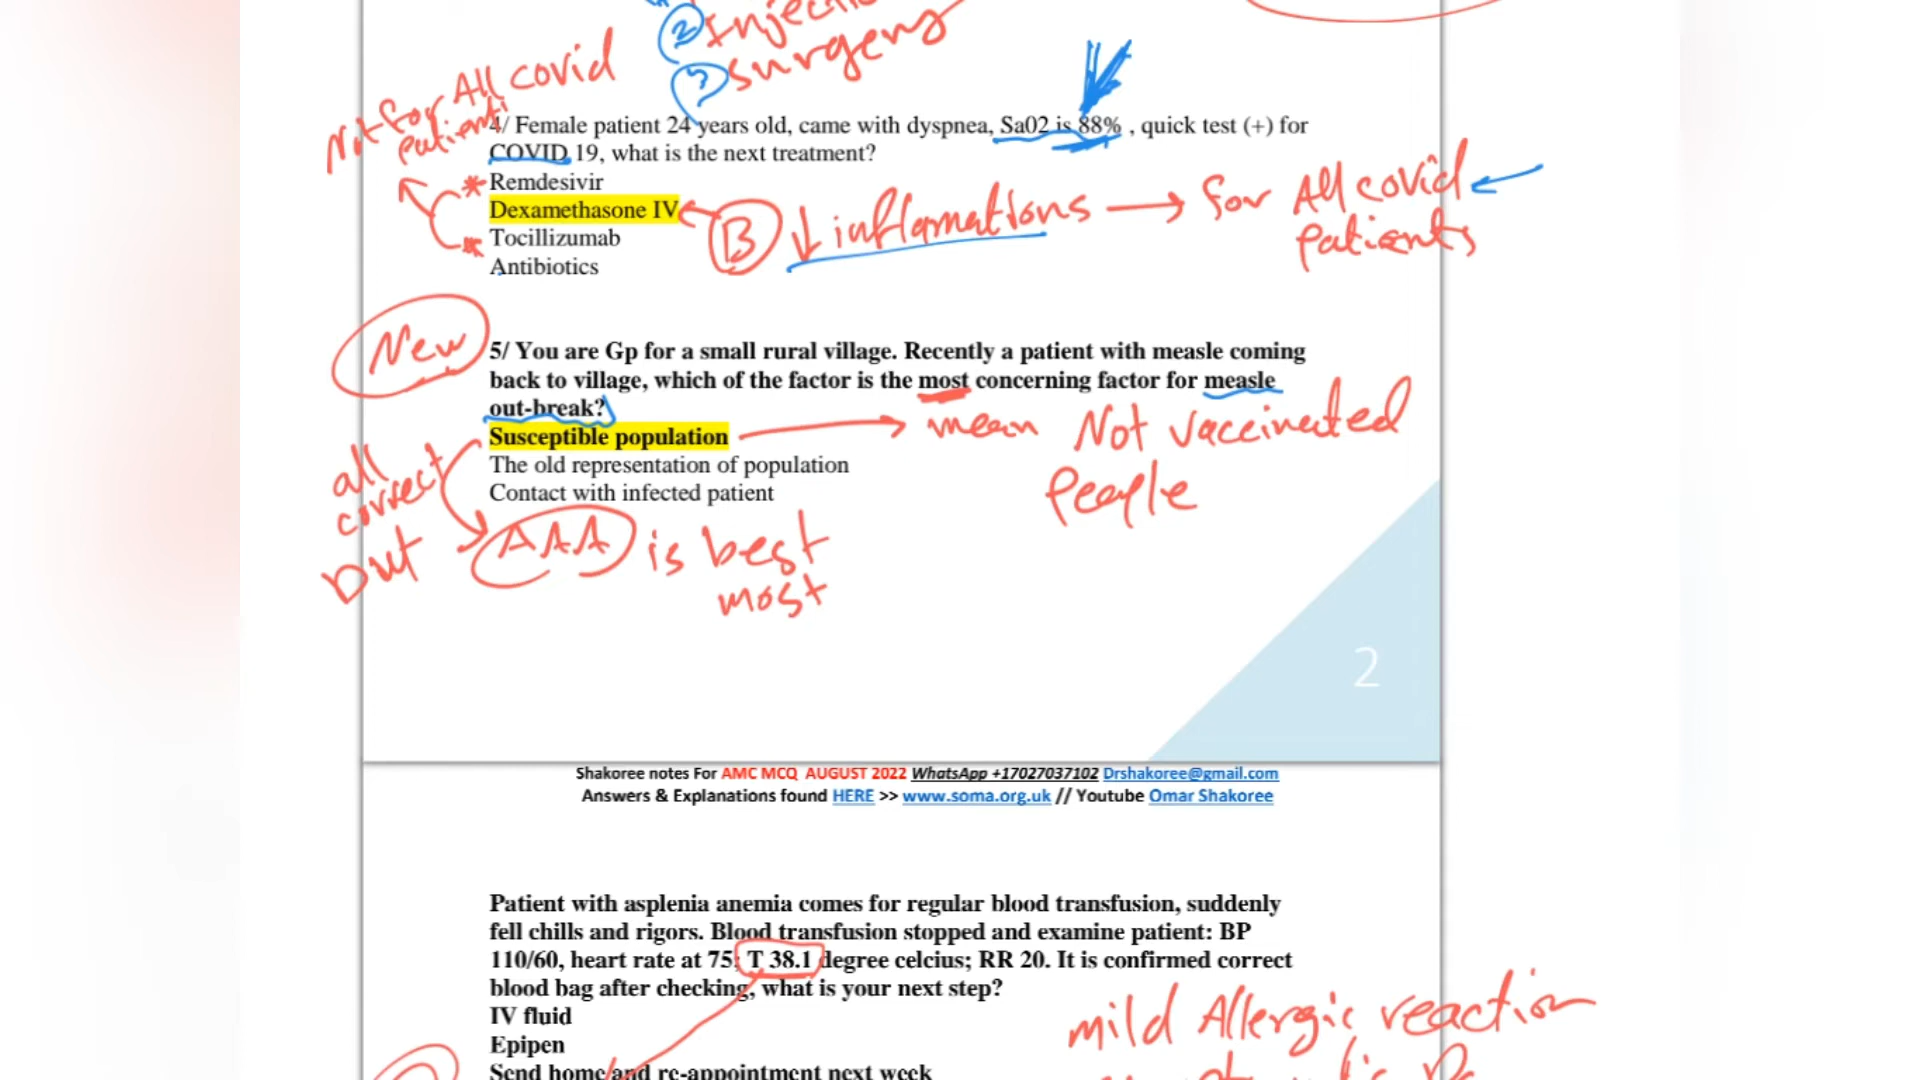 ② Injection
③ surgery
Not for All covid
patient
4/ Female patient 24 years old, came with dyspnea, Sa02 is 88% , quick test (+) for
COVID 19, what is the next treatment?
* Remdesivir
Dexamethasone IV
* Tocillizumab
Antibiotics
B ↓ inflamations → for All covid
patients
New
5/ You are Gp for a small rural village. Recently a patient with measle coming
back to village, which of the factor is the most concerning factor for measle
out-break?
Susceptible population → mean Not vaccinated
People
The old representation of population
Contact with infected patient
all
correct
but AAA is best
most
2
Shakoree notes For AMC MCQ AUGUST 2022 WhatsApp +17027037102 Drshakoree@gmail.com
Answers & Explanations found HERE >> www.soma.org.uk // Youtube Omar Shakoree
Patient with asplenia anemia comes for regular blood transfusion, suddenly
fell chills and rigors. Blood transfusion stopped and examine patient: BP
110/60, heart rate at 75; T 38.1 degree celcius; RR 20. It is confirmed correct
blood bag after checking, what is your next step?
IV fluid
Epipen
Send home and re-appointment next week
mild Allergic reaction